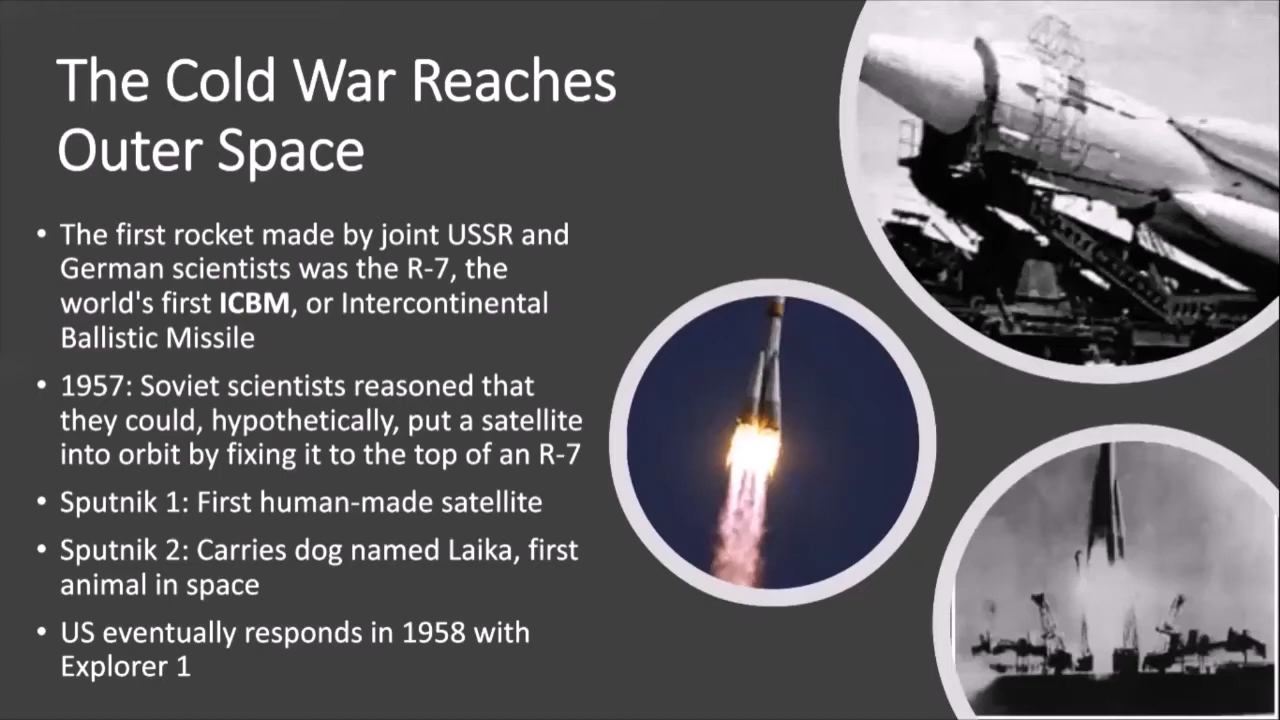 The Cold War Reaches
Outer Space
• The first rocket made by joint USSR and
German scientists was the R-7, the
world's first ICBM, or Intercontinental
Ballistic Missile
• 1957: Soviet scientists reasoned that
they could, hypothetically, put a satellite
into orbit by fixing it to the top of an R-7
• Sputnik 1: First human-made satellite
• Sputnik 2: Carries dog named Laika, first
animal in space
• US eventually responds in 1958 with
Explorer 1